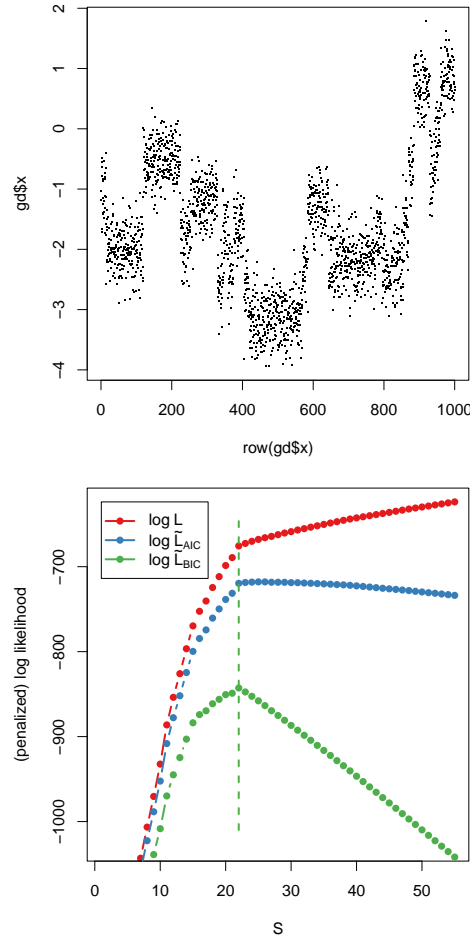 2
1
0
-1
-2
-3
-4
gd$x
0 200 400 600 800 1000
row(gd$x)
log L
log L̃AIC
log L̃BIC
-700
-800
-900
-1000
(penalized) log likelihood
0 10 20 30 40 50
S